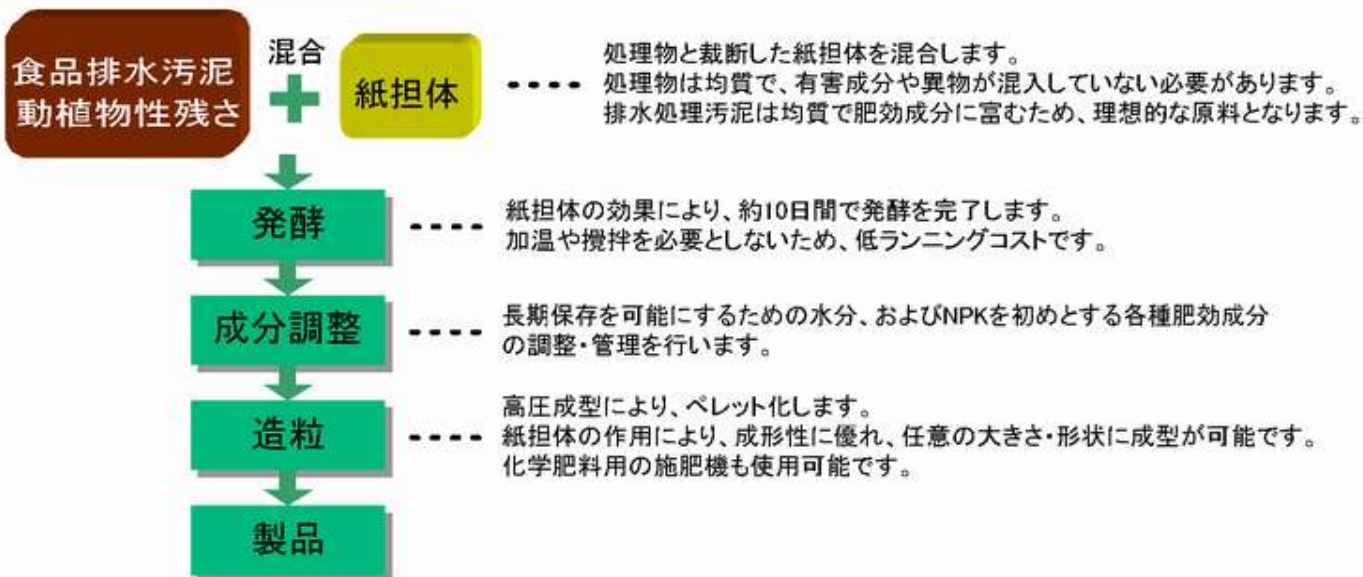 食品排水汚泥
動植物性残さ
混合
紙担体
処理物と裁断した紙担体を混合します。
処理物は均質で、有害成分や異物が混入していない必要があります。
排水処理汚泥は均質で肥効成分に富むため、理想的な原料となります。
発酵
紙担体の効果により、約10日間で発酵を完了します。
加温や攪拌を必要としないため、低ランニングコストです。
成分調整
長期保存を可能にするための水分、およびNPKを初めとする各種肥効成分
の調整・管理を行います。
造粒
高圧成型により、ペレット化します。
紙担体の作用により、成形性に優れ、任意の大きさ・形状に成型が可能です。
化学肥料用の施肥機も使用可能です。
製品